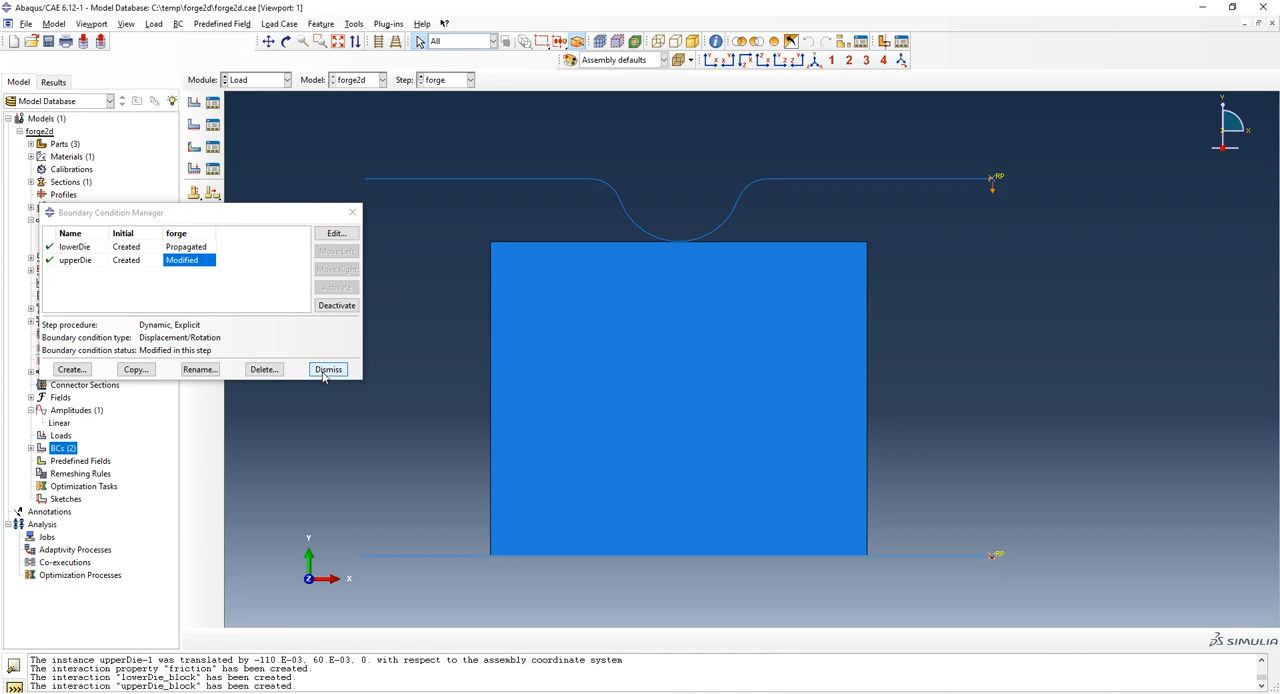 Abaqus/CAE 6.12-1 - Model Database: C:\temp\forge2d\forge2d.cae [Viewport: 1]
File Model Viewport View Load BC Predefined Field Load Case Feature Tools Plug-ins Help
All
Assembly defaults
1 2 3 4
Model Results
Module: Load Model: forge2d Step: forge
Model Database
Models (1)
forge2d
Parts (3)
Materials (1)
Calibrations
Sections (1)
Profiles
Boundary Condition Manager
Name Initial forge
lowerDie Created Propagated
upperDie Created Modified
Edit...
Move Left
Move Right
Activate
Deactivate
Step procedure: Dynamic, Explicit
Boundary condition type: Displacement/Rotation
Boundary condition status: Modified in this step
Create... Copy... Rename... Delete... Dismiss
Connector Sections
Fields
Amplitudes (1)
Linear
Loads
BCs (2)
Predefined Fields
Remeshing Rules
Optimization Tasks
Sketches
Annotations
Analysis
Jobs
Adaptivity Processes
Co-executions
Optimization Processes
Y
X
RP
RP
Y
Z
X
SIMULIA
The instance upperDie-1 was translated by -110.E-03, 60.E-03, 0. with respect to the assembly coordinate system
The interaction property "friction" has been created.
The interaction "lowerDie_block" has been created.
The interaction "upperDie_block" has been created.